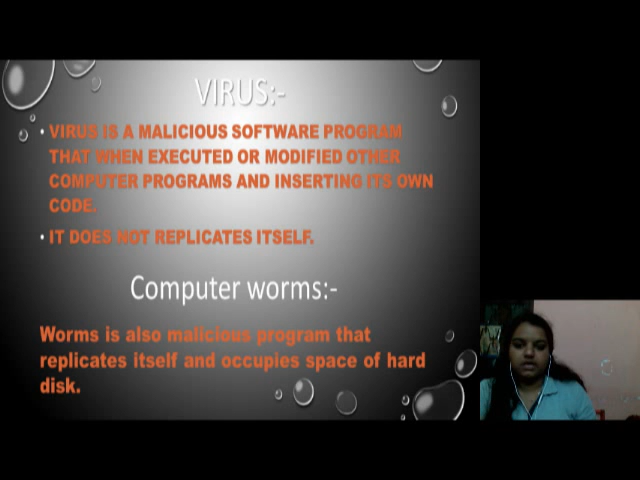 VIRUS:-
• VIRUS IS A MALICIOUS SOFTWARE PROGRAM
THAT WHEN EXECUTED OR MODIFIED OTHER
COMPUTER PROGRAMS AND INSERTING ITS OWN
CODE.
• IT DOES NOT REPLICATES ITSELF.
Computer worms:-
Worms is also malicious program that
replicates itself and occupies space of hard
disk.